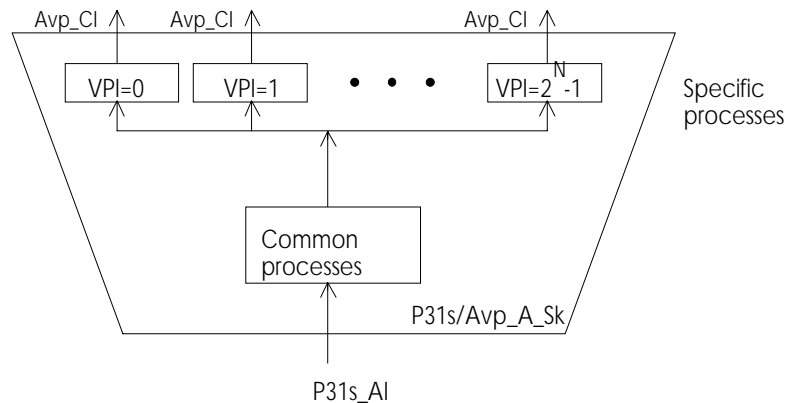 Avp_CI Avp_CI Avp_CI
VPI=0 VPI=1 • • • VPI=2^N-1
Specific
processes
Common
processes
P31s/Avp_A_Sk
P31s_AI